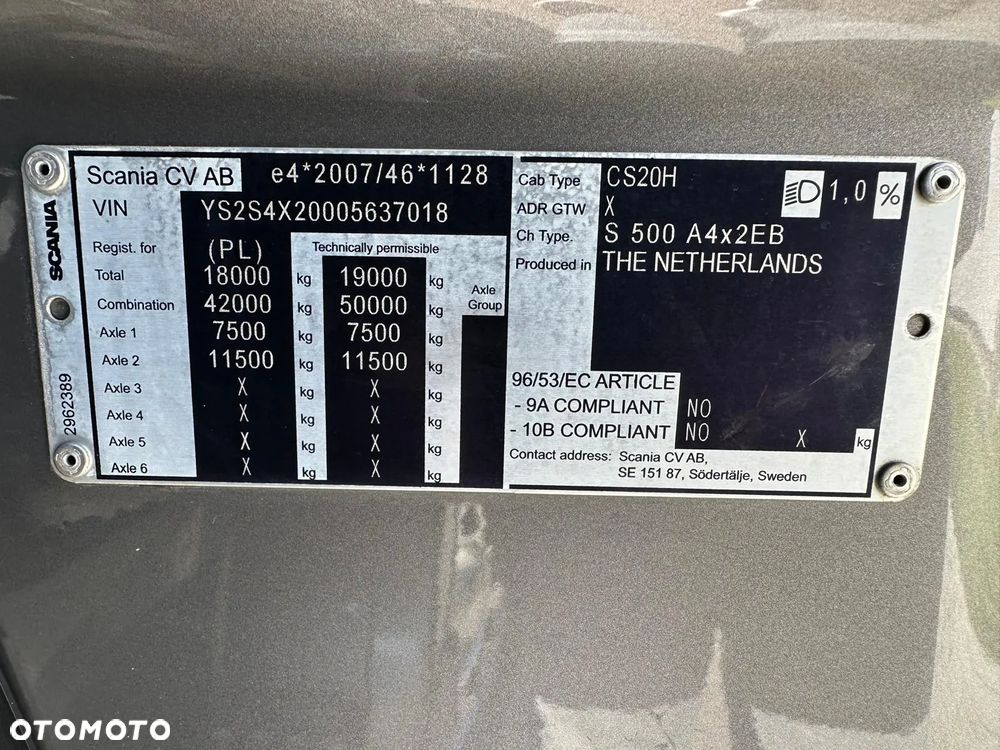 SCANIA
2962389
Scania CV AB e4*2007/46*1128
VIN YS2S4X20005637018
Regist. for (PL) Technically permissible
Total 18000 kg 19000 kg
Axle Group
Combination 42000 kg 50000 kg
Axle 1 7500 kg 7500 kg
Axle 2 11500 kg 11500 kg
Axle 3 X kg X kg
Axle 4 X kg X kg
Axle 5 X kg X kg
Axle 6 X kg X kg
Cab Type CS20H 1,0 %
ADR GTW X
Ch Type. S 500 A4x2EB
Produced in THE NETHERLANDS
96/53/EC ARTICLE
- 9A COMPLIANT NO
- 10B COMPLIANT NO X kg
Contact address: Scania CV AB,
SE 151 87, Södertälje, Sweden
OTOMOTO